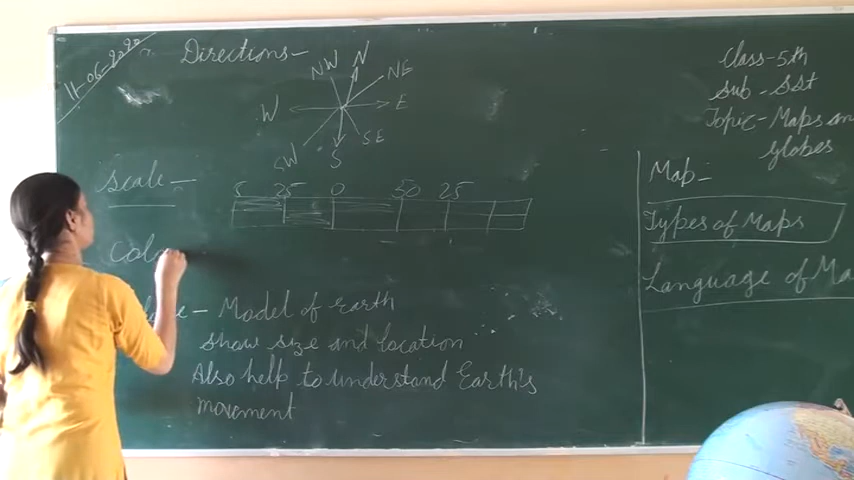 11-06-2020
Directions-
NW N NE
W E
SW S SE
Scale-
5 25 0 50 25
Colo
- Model of earth
show size and location
Also help to understand Earth's
movement
Class-5th
Sub-SSt
Topic-Maps an
globes
Map:-
Types of Maps
Language of Ma